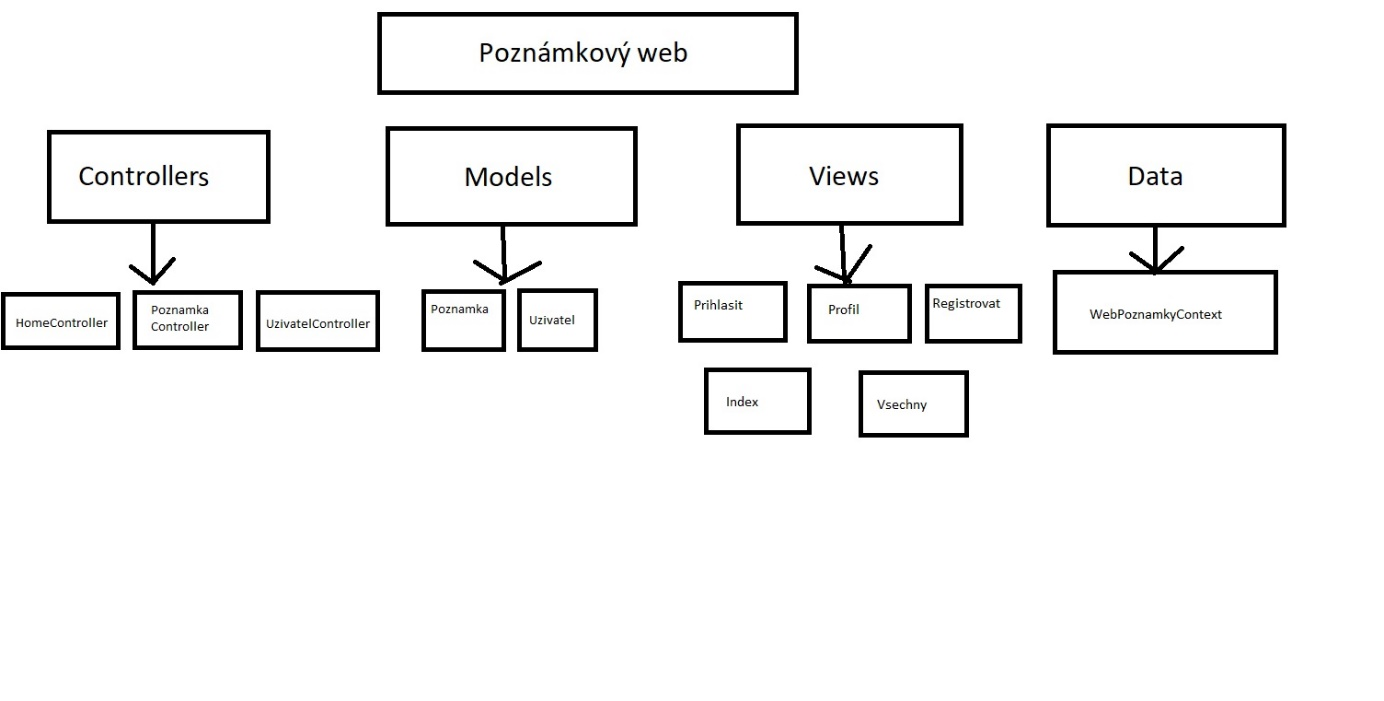 Poznámkový web
Controllers
Models
Views
Data
HomeController
Poznamka
Controller
UzivatelController
Poznamka
Uzivatel
Prihlasit
Profil
Registrovat
WebPoznamkyContext
Index
Vsechny